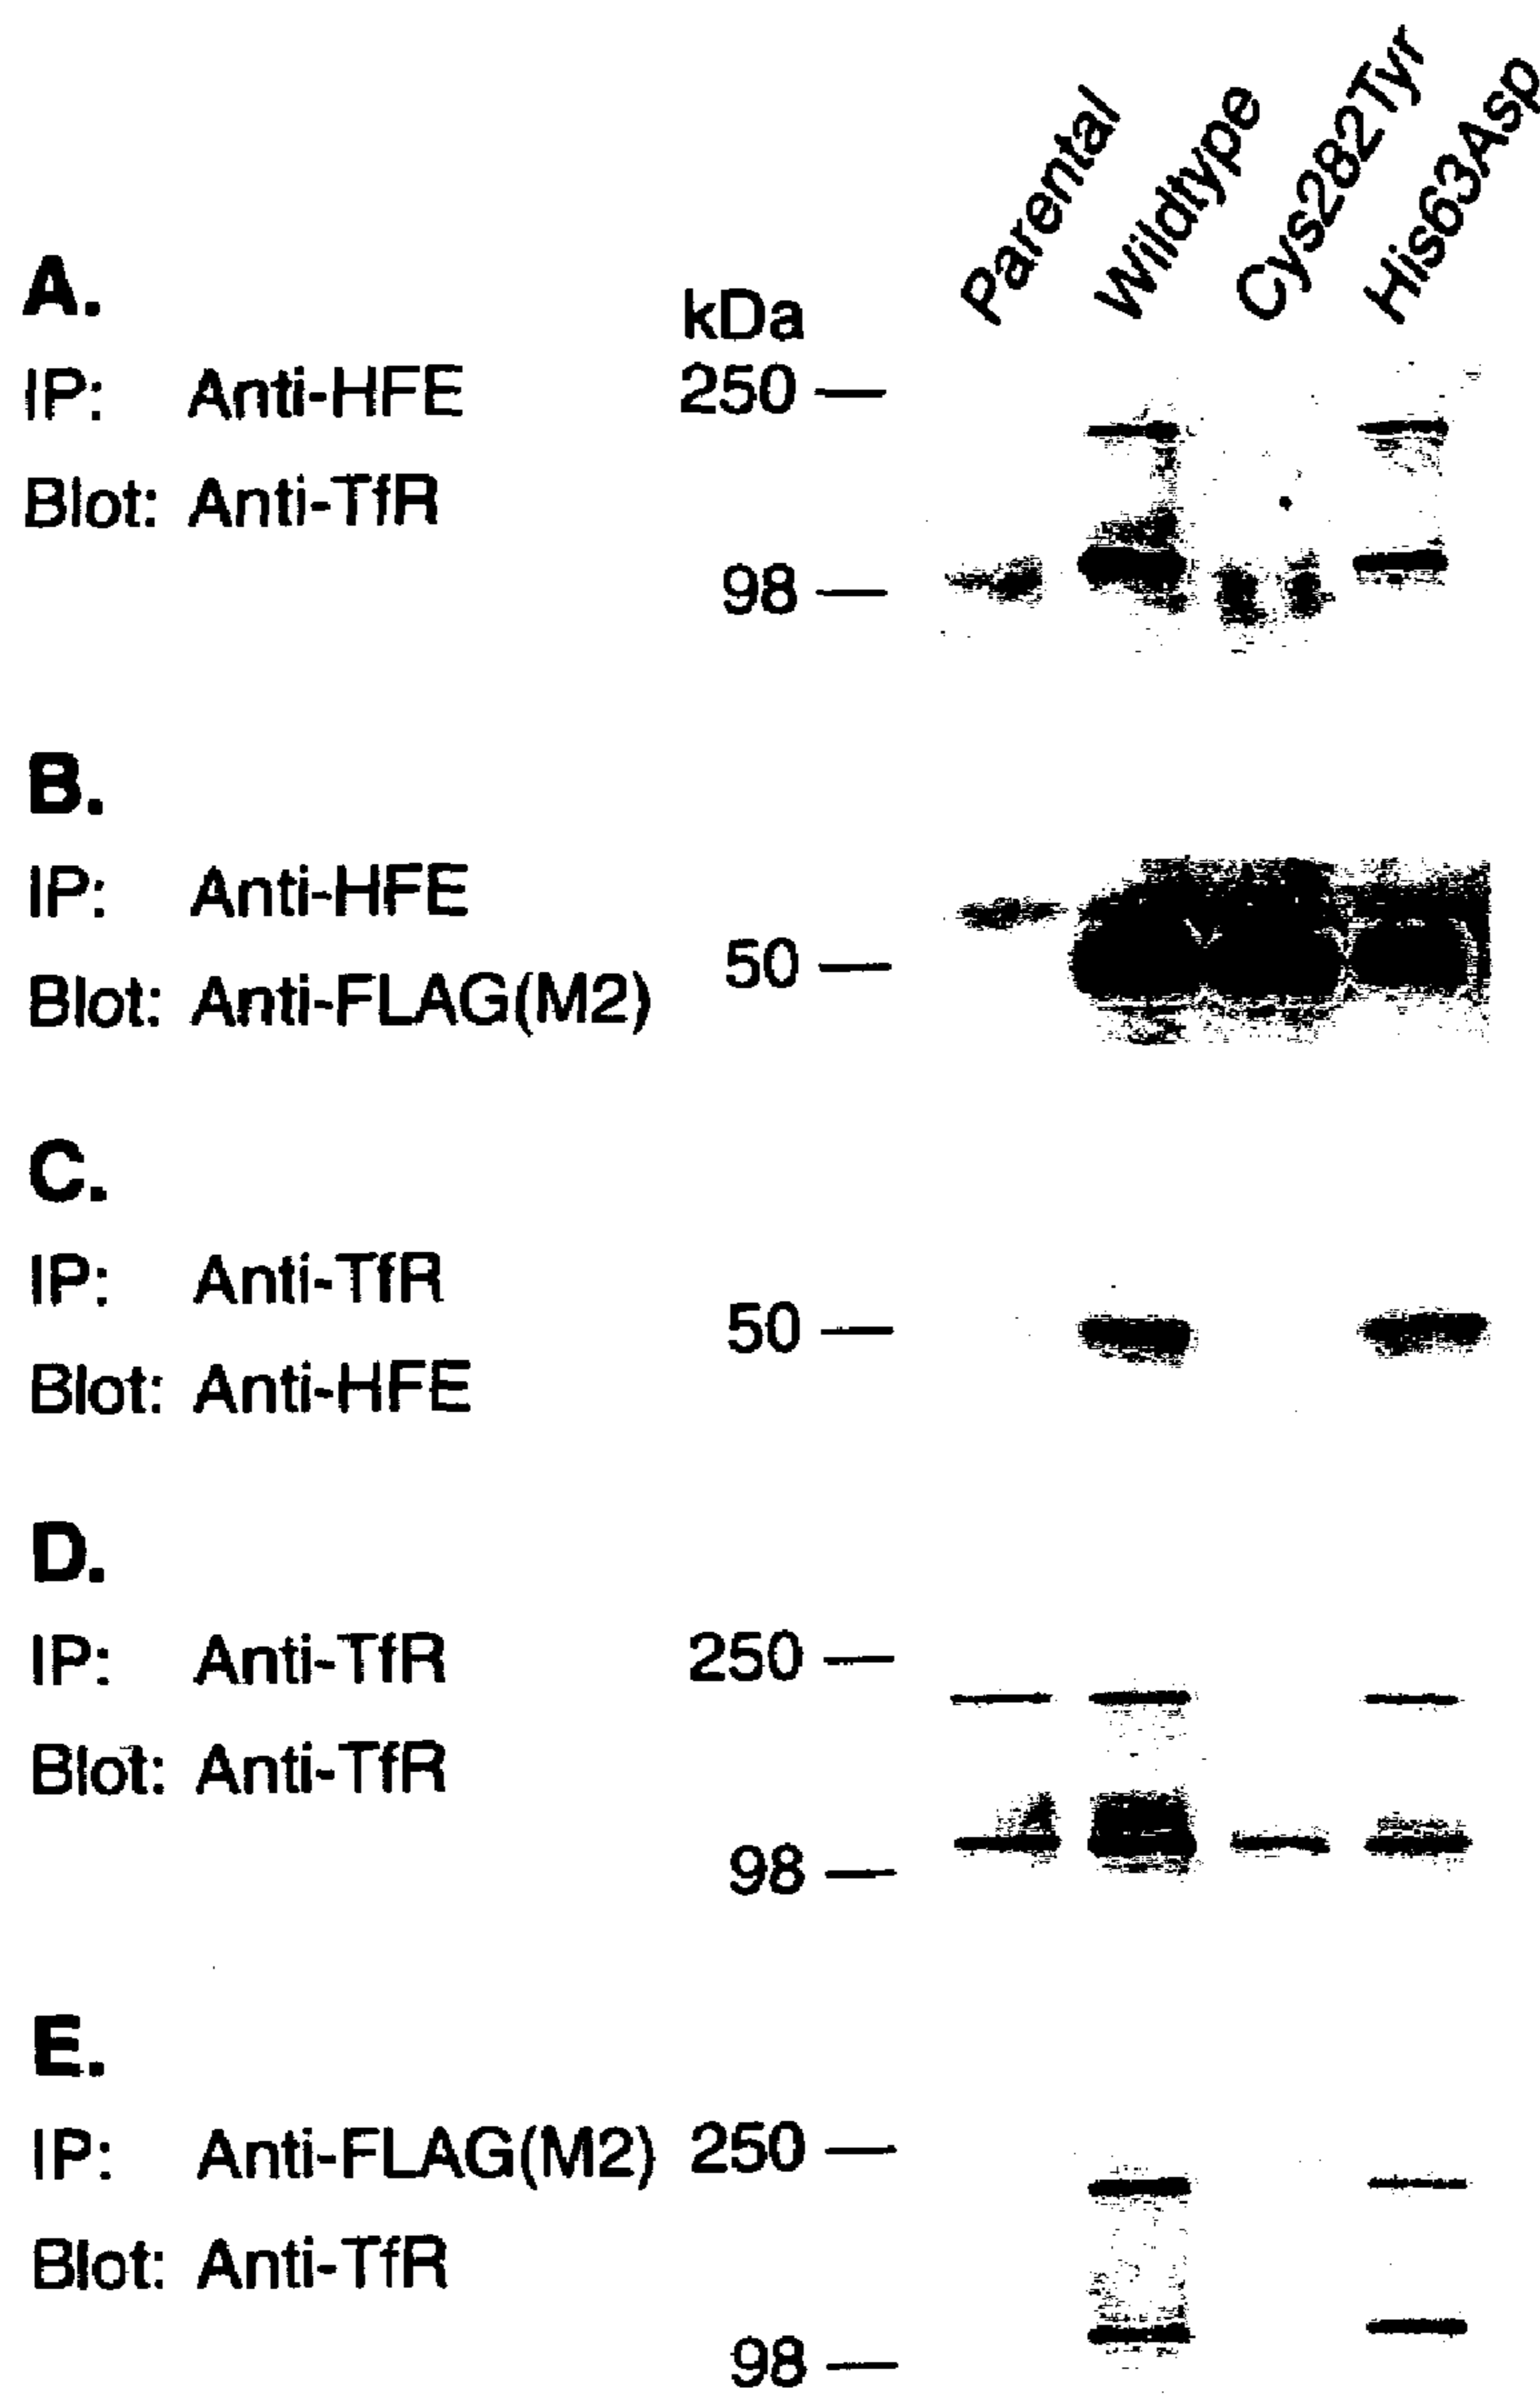 Parental Wildtype Cys282Tyr His63Asp
A.
kDa
IP: Anti-HFE
250
Blot: Anti-TfR
98
B.
IP: Anti-HFE
50
Blot: Anti-FLAG(M2)
C.
IP: Anti-TfR
50
Blot: Anti-HFE
D.
IP: Anti-TfR
250
Blot: Anti-TfR
98
E.
IP: Anti-FLAG(M2)
250
Blot: Anti-TfR
98